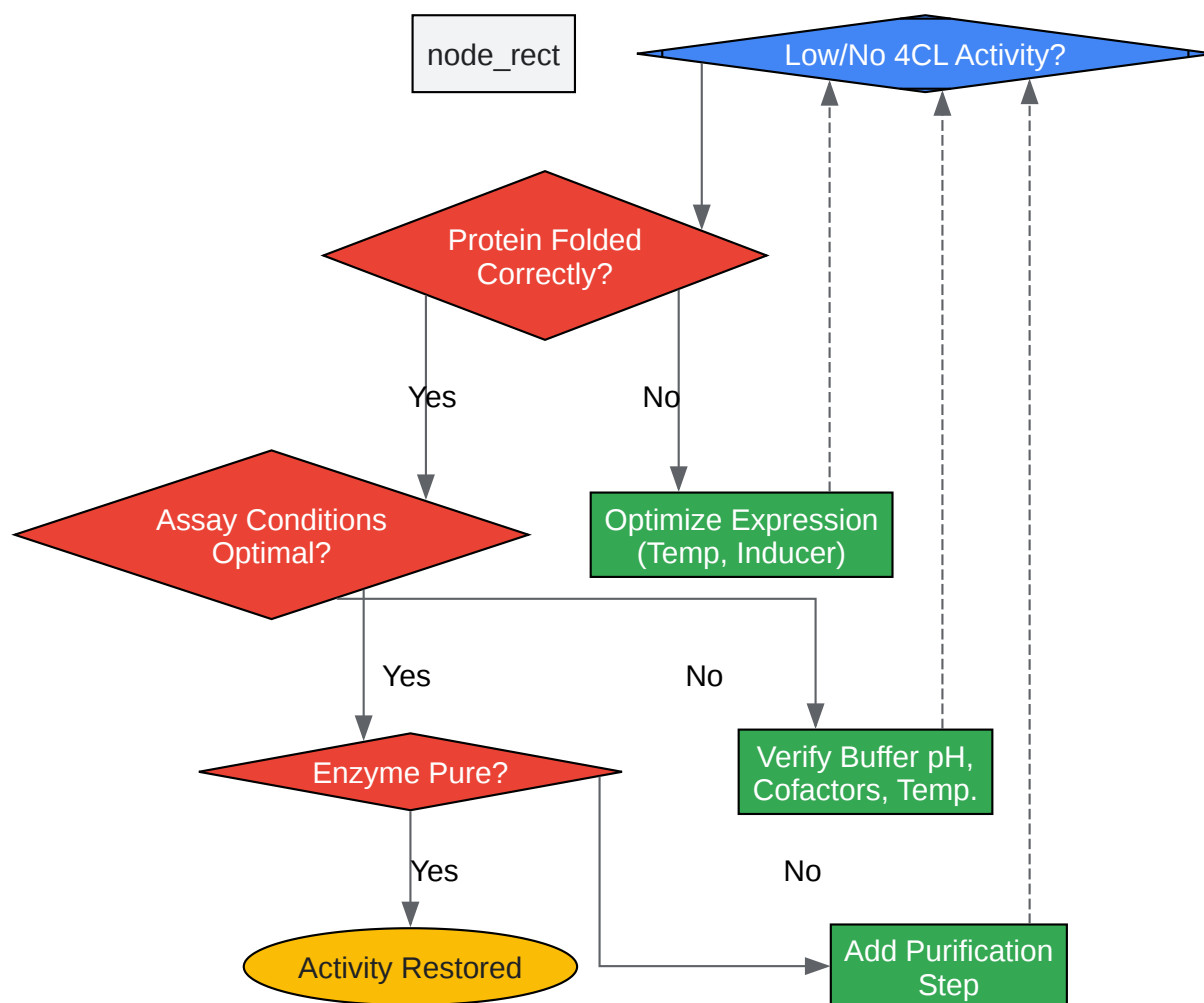 node_rect
Low/No 4CL Activity?
Protein Folded
Correctly?
Yes
No
Assay Conditions
Optimal?
Optimize Expression
(Temp, Inducer)
Yes
No
Enzyme Pure?
Verify Buffer pH,
Cofactors, Temp.
Yes
No
Activity Restored
Add Purification
Step